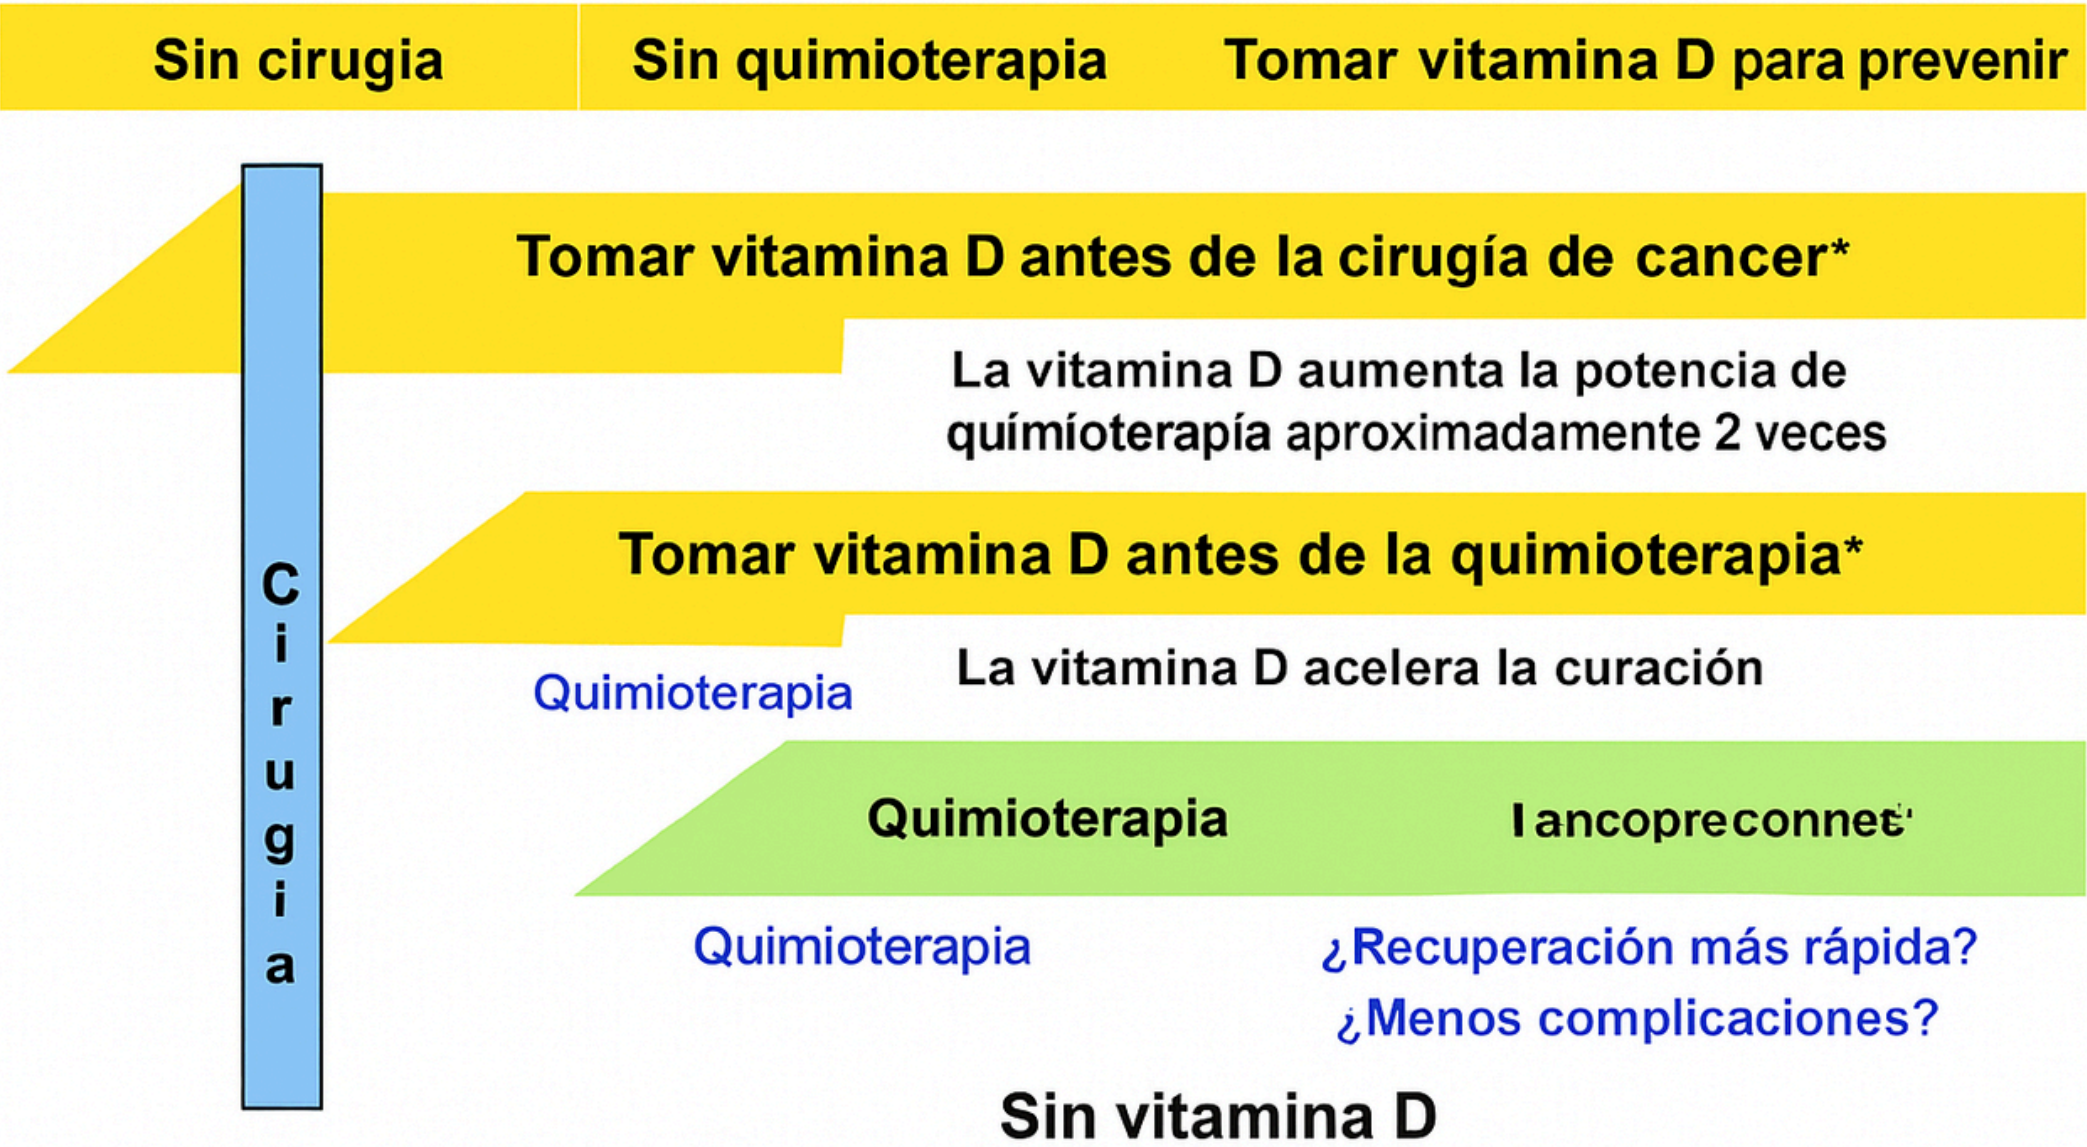 Sin cirugia
Sin quimioterapia
Tomar vitamina D para prevenir
Tomar vitamina D antes de la cirugía de cancer*
La vitamina D aumenta la potencia de
químíoterapía aproximadamente 2 veces
Cirugia
Tomar vitamina D antes de la quimioterapia*
La vitamina D acelera la curación
Quimioterapia
Quimioterapia
Quimioterapia
¿Recuperación más rápida?
¿Menos complicaciones?
Sin vitamina D